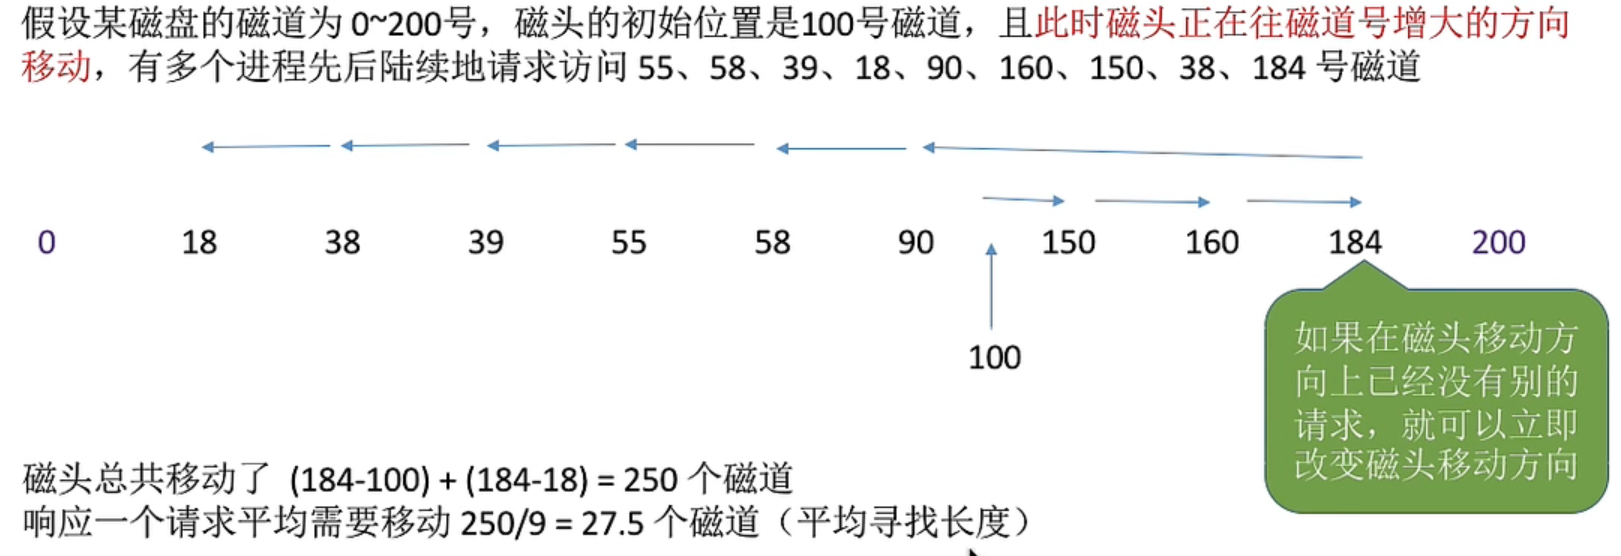 假设某磁盘的磁道为 0~200号，磁头的初始位置是100号磁道，且此时磁头正在往磁道号增大的方向
移动，有多个进程先后陆续地请求访问 55、58、39、18、90、160、150、38、184 号磁道
0 18 38 39 55 58 90 150 160 184 200
100
如果在磁头移动方
向上已经没有别的
请求，就可以立即
改变磁头移动方向
磁头总共移动了 (184-100) + (184-18) = 250 个磁道
响应一个请求平均需要移动 250/9 = 27.5 个磁道（平均寻找长度）